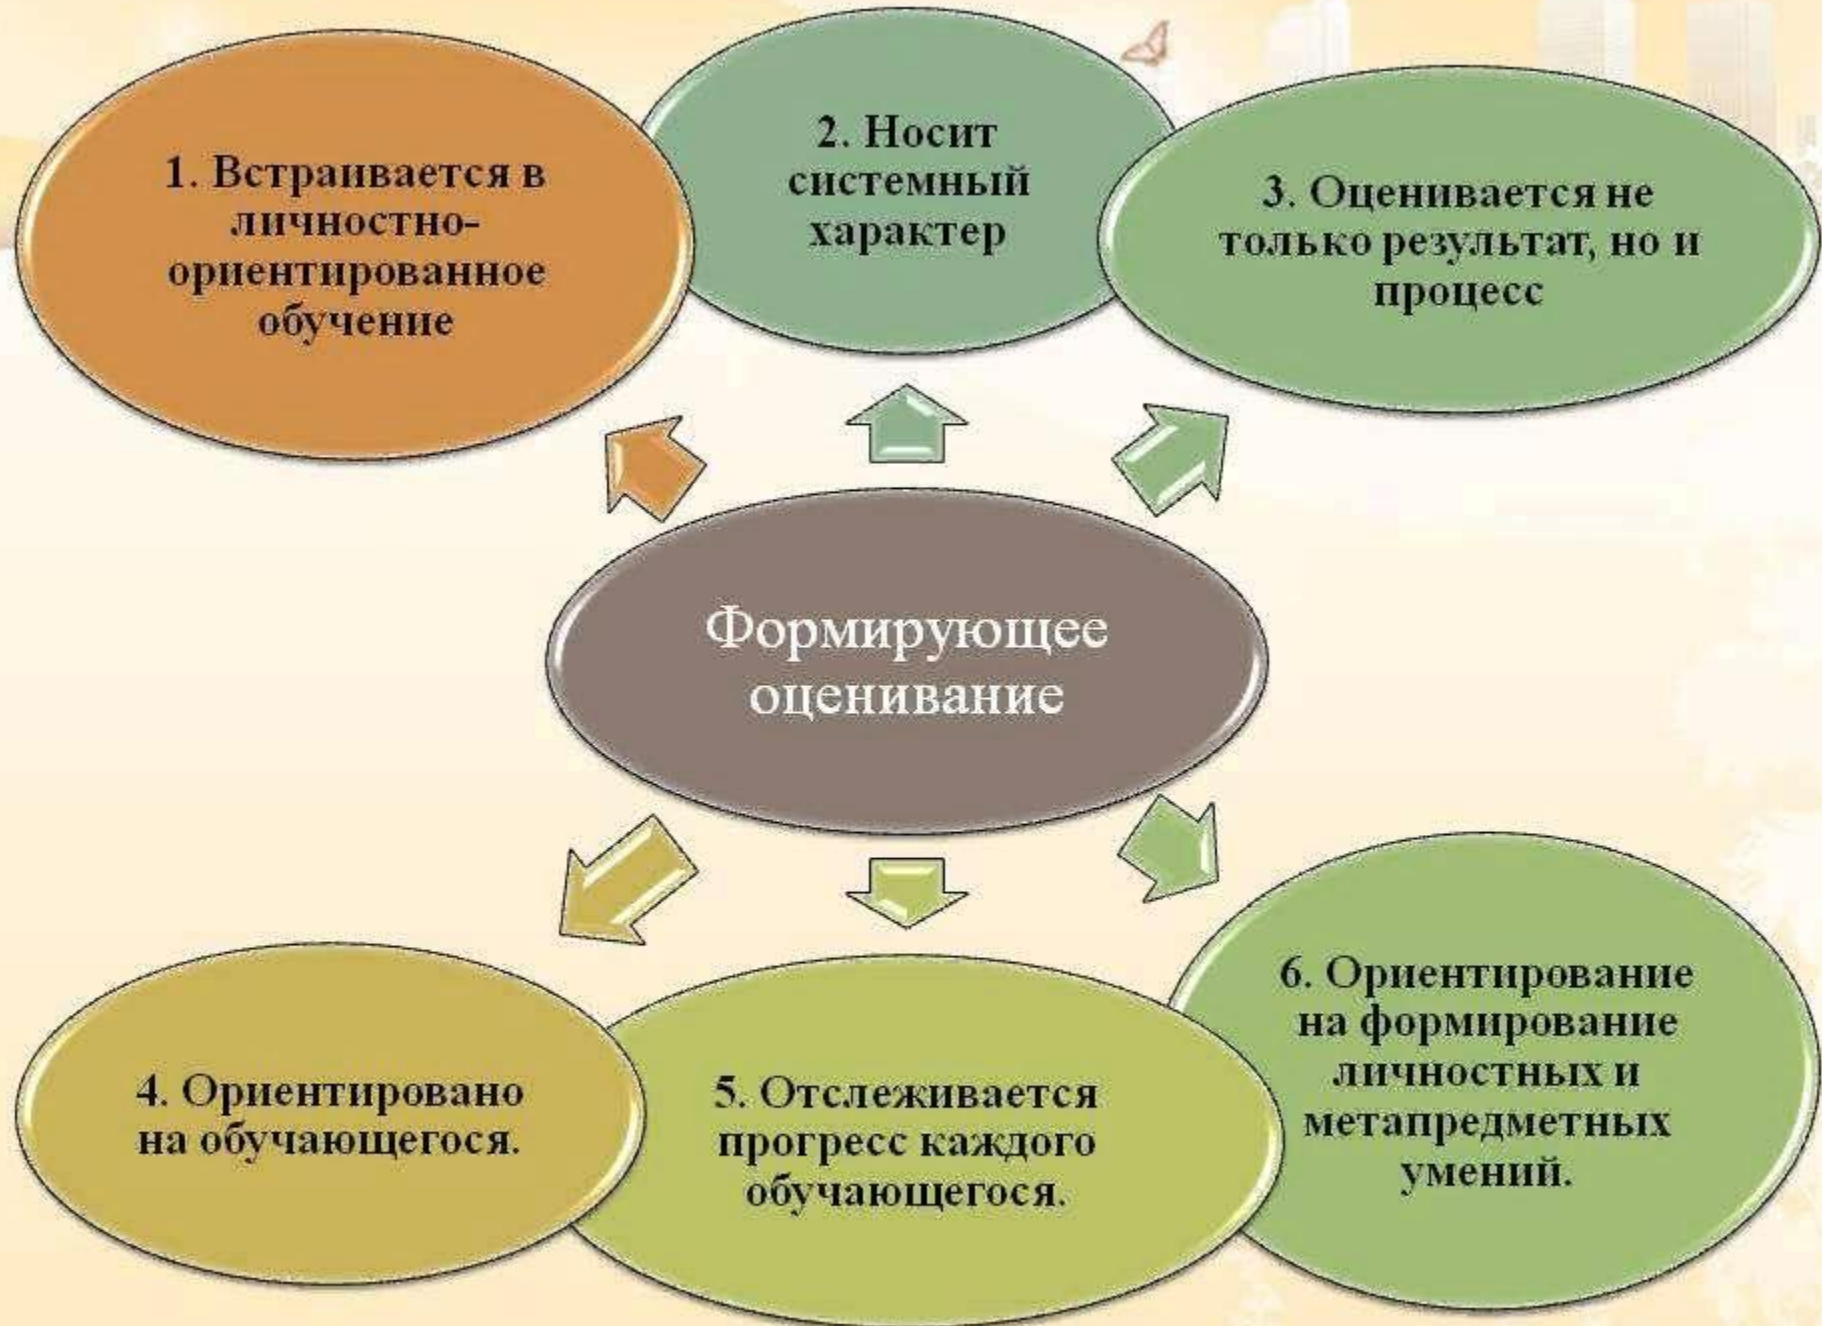 1. Встраивается в
личностно-
ориентированное
обучение
2. Носит
системный
характер
3. Оценивается не
только результат, но и
процесс
Формирующее
оценивание
4. Ориентировано
на обучающегося.
5. Отслеживается
прогресс каждого
обучающегося.
6. Ориентирование
на формирование
личностных и
метапредметных
умений.